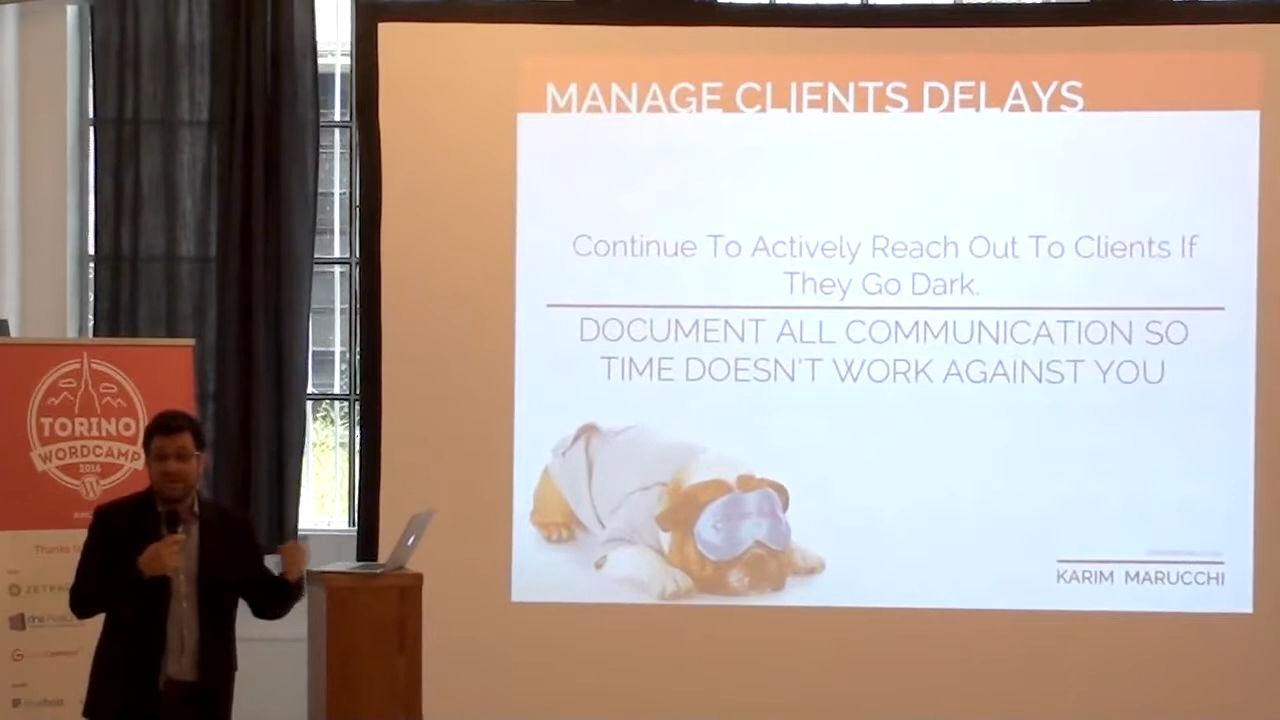 MANAGE CLIENTS DELAYS
Continue To Actively Reach Out To Clients If
They Go Dark.
DOCUMENT ALL COMMUNICATION SO
TIME DOESN'T WORK AGAINST YOU
KARIM MARUCCHI
TORINO
WORDCAMP
2016
Thanks